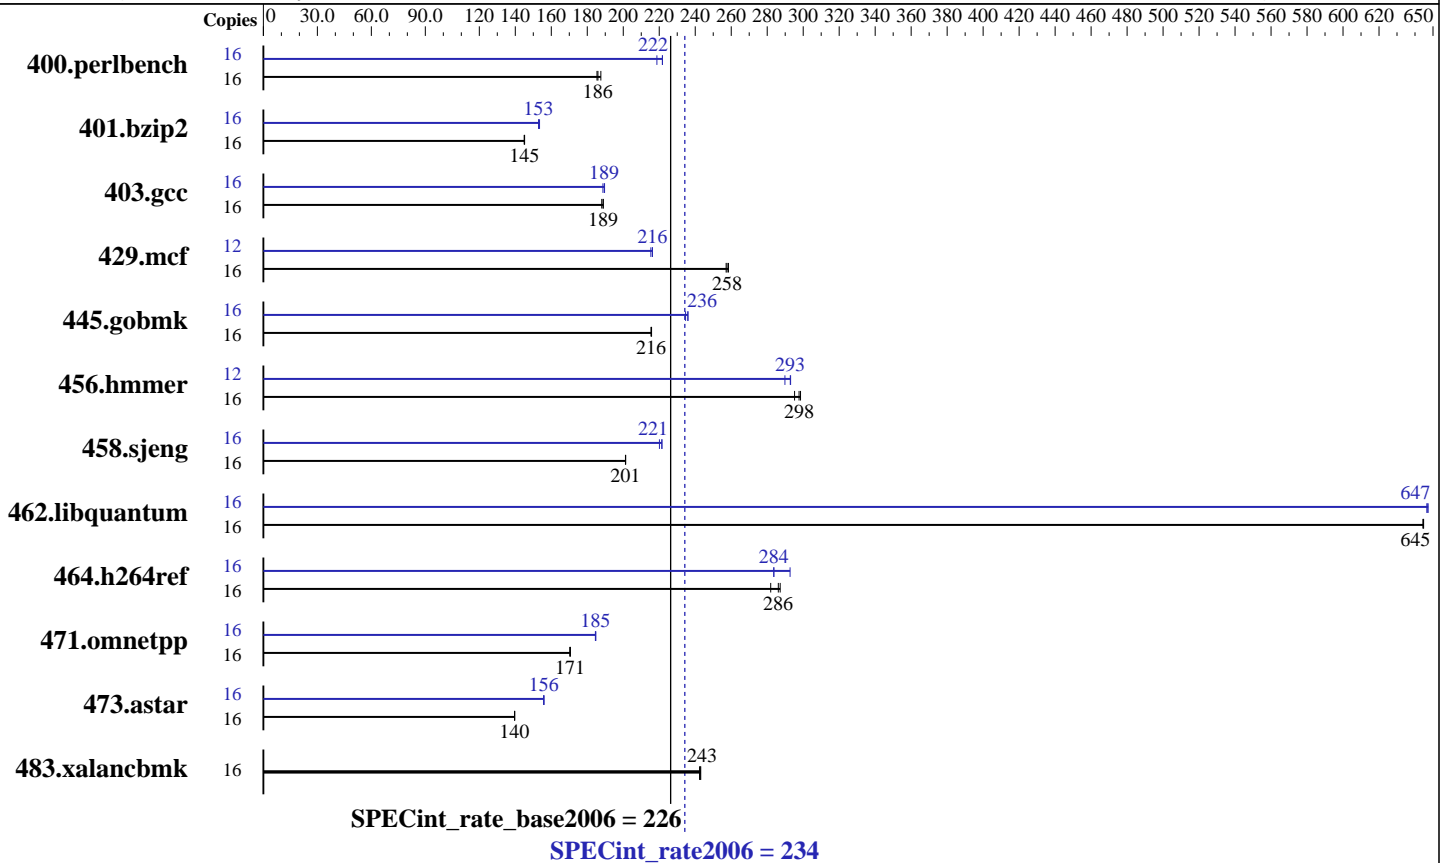 Copies 0 30.0 60.0 90.0 120 140 160 180 200 220 240 260 280 300 320 340 360 380 400 420 440 460 480 500 520 540 560 580 600 620 650
400.perlbench 16 222
16 186
401.bzip2 16 153
16 145
403.gcc 16 189
16 189
429.mcf 12 216
16 258
445.gobmk 16 236
16 216
456.hmmer 12 293
16 298
458.sjeng 16 221
16 201
462.libquantum 16 647
16 645
464.h264ref 16 284
16 286
471.omnetpp 16 185
16 171
473.astar 16 156
16 140
483.xalancbmk 16 243
SPECint_rate_base2006 = 226
SPECint_rate2006 = 234